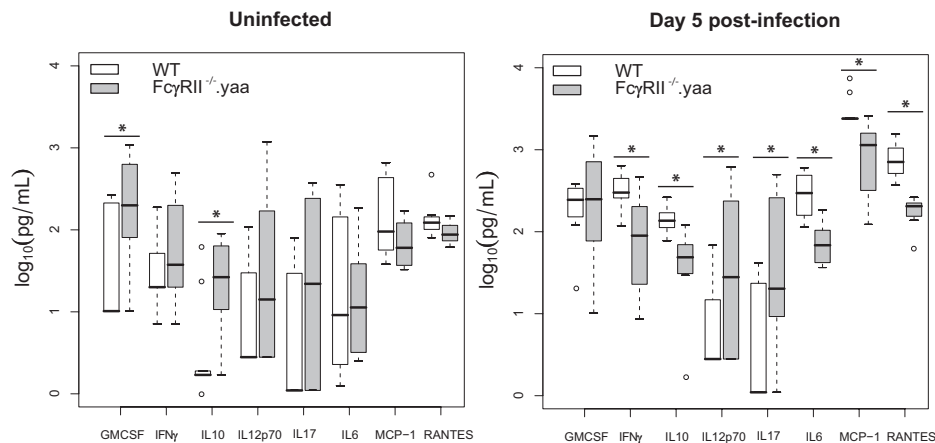 Uninfected
4
3
2
1
0
log10(pg/mL)
WT
FcγRII-/-.yaa
*
*
GMCSF IFNγ IL10 IL12p70 IL17 IL6 MCP−1 RANTES
Day 5 post-infection
4
3
2
1
0
log10(pg/mL)
WT
FcγRII-/-.yaa
* * * * * * *
GMCSF IFNγ IL10 IL12p70 IL17 IL6 MCP−1 RANTES